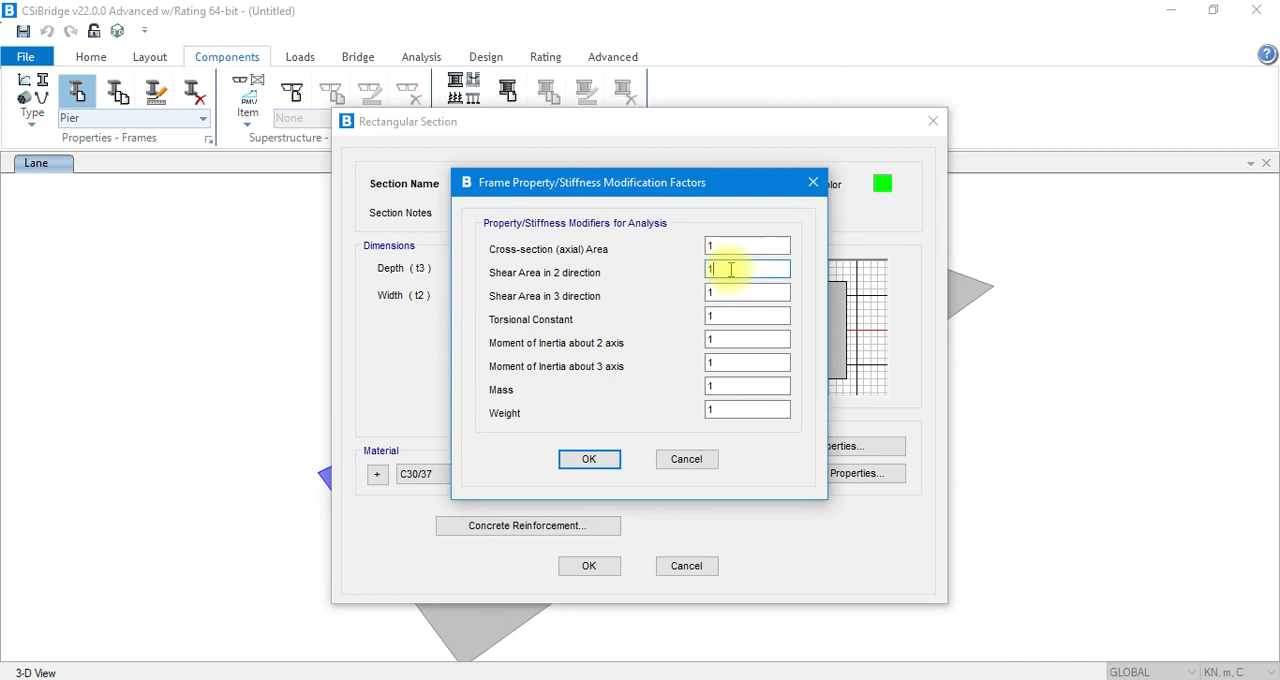 CSiBridge v22.0.0 Advanced w/Rating 64-bit - (Untitled)
File Home Layout Components Loads Bridge Analysis Design Rating Advanced
Type
Pier
Properties - Frames
Item
None
Superstructure -
Lane
Rectangular Section
Section Name
Section Notes
Dimensions
Depth ( t3 )
Width ( t2 )
Material
+ C30/37
Concrete Reinforcement...
OK Cancel
olor
perties...
Properties...
Frame Property/Stiffness Modification Factors
Property/Stiffness Modifiers for Analysis
Cross-section (axial) Area 1
Shear Area in 2 direction 1
Shear Area in 3 direction 1
Torsional Constant 1
Moment of Inertia about 2 axis 1
Moment of Inertia about 3 axis 1
Mass 1
Weight 1
OK Cancel
3-D View GLOBAL KN, m, C